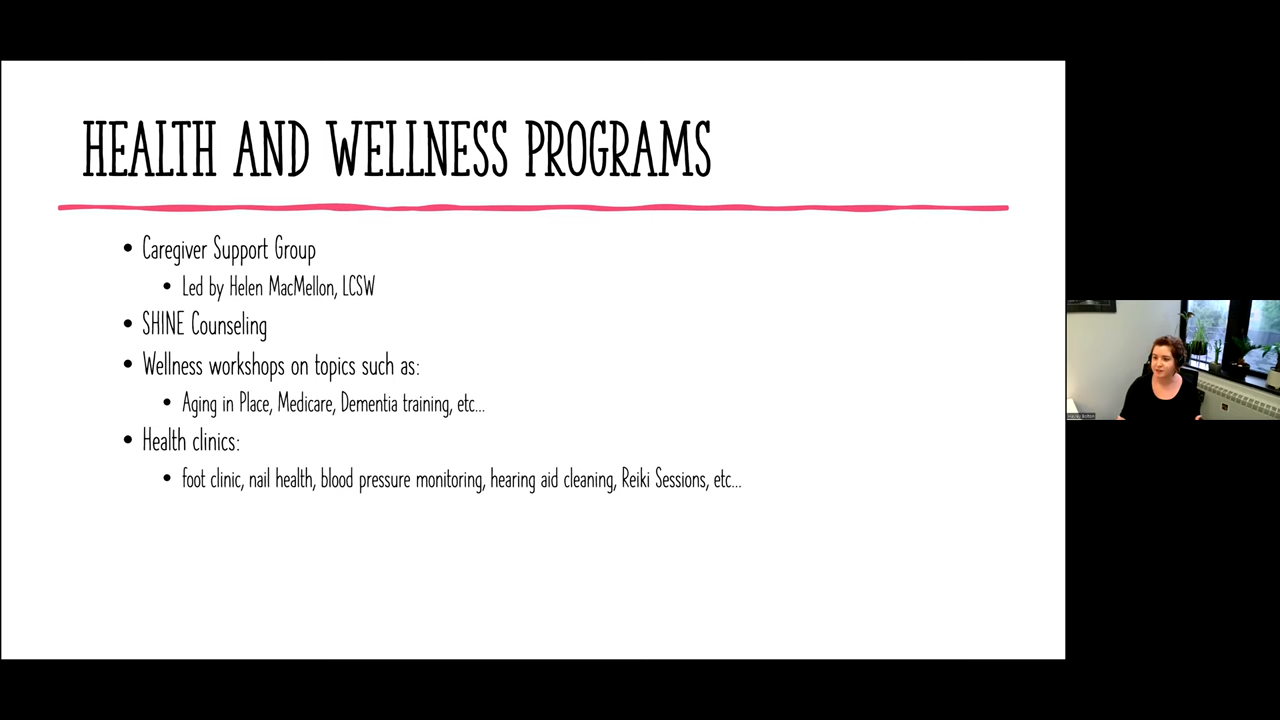 HEALTH AND WELLNESS PROGRAMS
• Caregiver Support Group
• Led by Helen MacMellon, LCSW
• SHINE Counseling
• Wellness workshops on topics such as:
• Aging in Place, Medicare, Dementia training, etc...
• Health clinics:
• foot clinic, nail health, blood pressure monitoring, hearing aid cleaning, Reiki Sessions, etc...